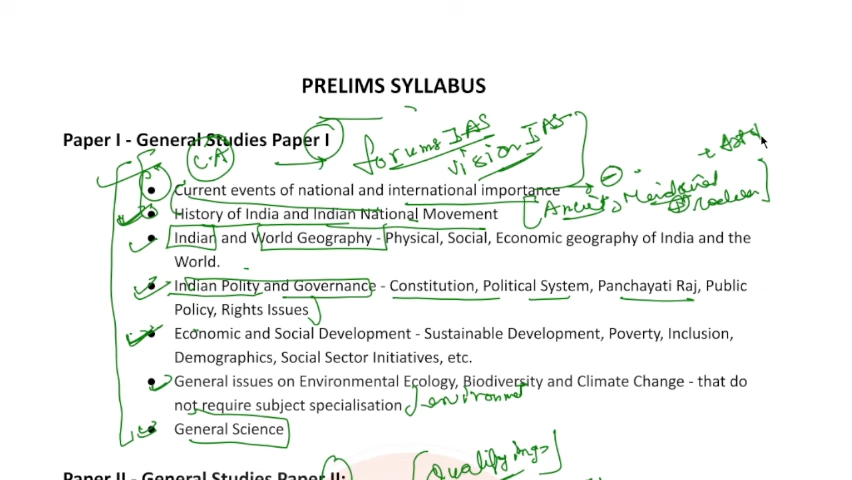 PRELIMS SYLLABUS
Paper I - General Studies Paper I
C.A
forums IAS
vision IAS
Current events of national and international importance
History of India and Indian National Movement
[Ancient,
Indian and World Geography - Physical, Social, Economic geography of India and the
World.
Indian Polity and Governance - Constitution, Political System, Panchayati Raj, Public
Policy, Rights Issues
Economic and Social Development - Sustainable Development, Poverty, Inclusion,
Demographics, Social Sector Initiatives, etc.
General issues on Environmental Ecology, Biodiversity and Climate Change - that do
not require subject specialisation
environment
General Science
Paper II - General Studies Paper II:
[Qualifying]